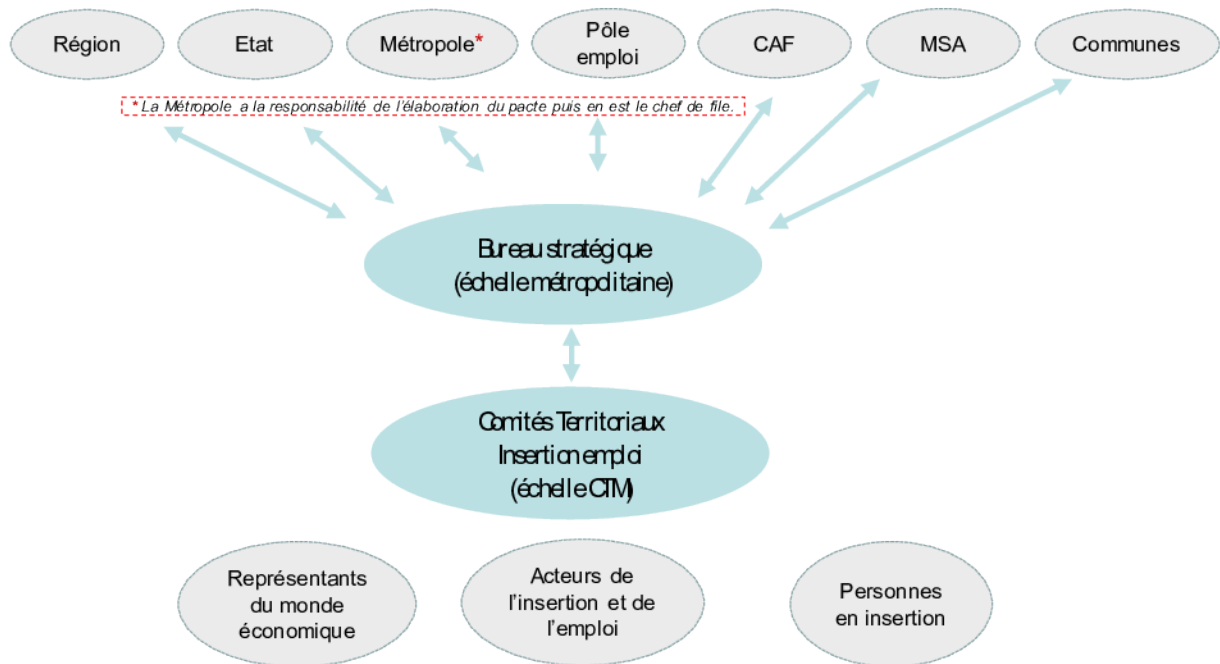 Région
Etat
Métropole*
Pôle
emploi
CAF
MSA
Communes
* La Métropole a la responsabilité de l'élaboration du pacte puis en est le chef de file.
Bureau stratégique
(échelle métropolitaine)
Comités Territoriaux
Insertion emploi
(échelle CTM)
Représentants
du monde
économique
Acteurs de
l'insertion et de
l'emploi
Personnes
en insertion